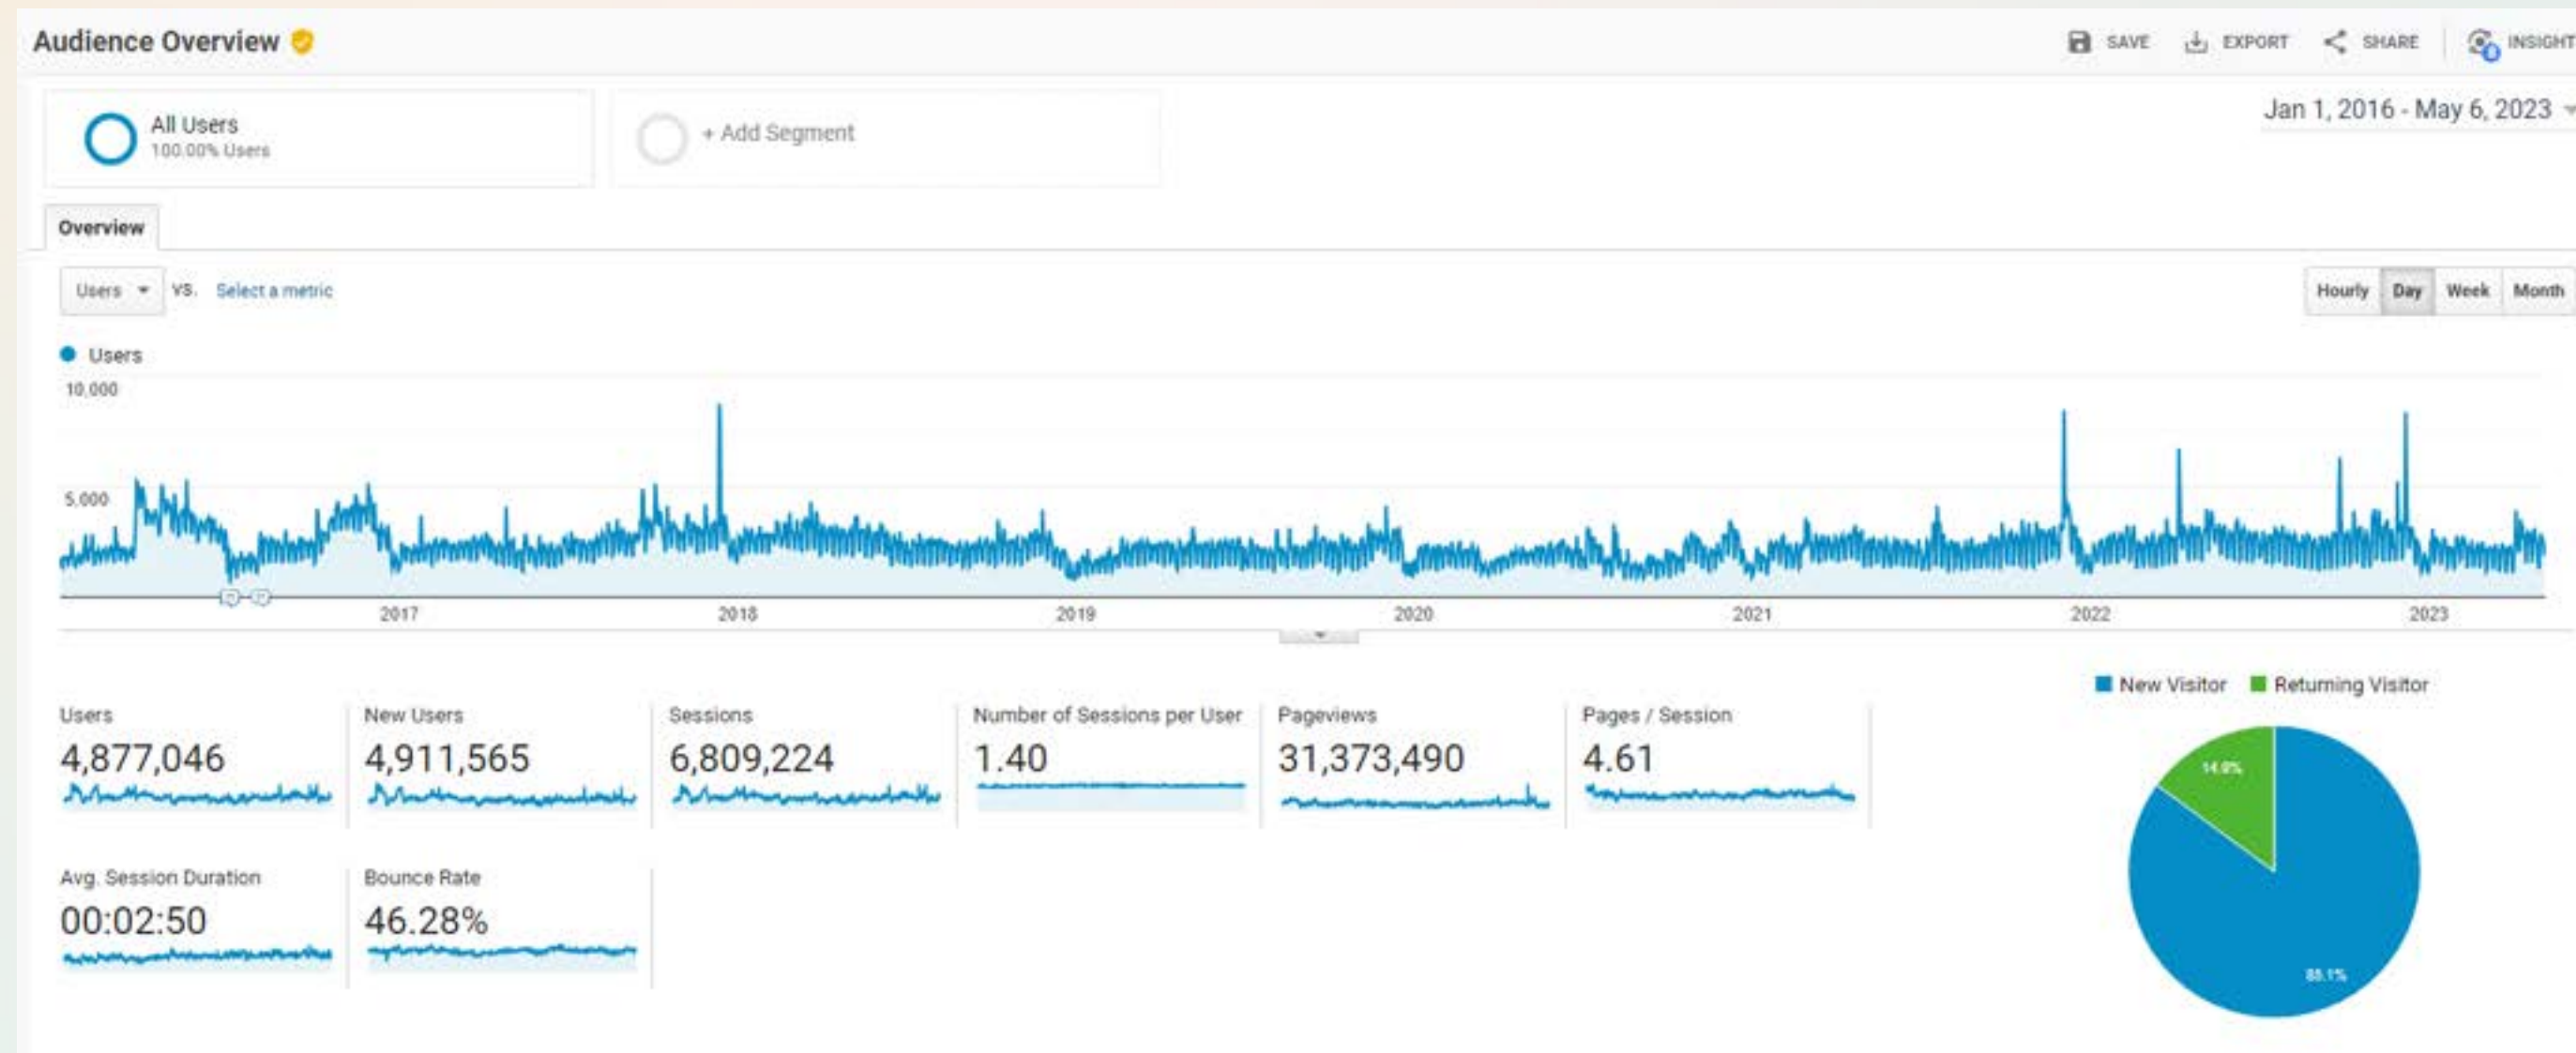 Audience Overview
SAVE EXPORT SHARE INSIGHT
All Users
100.00% Users
+ Add Segment
Jan 1, 2016 - May 6, 2023
Overview
Users VS. Select a metric
Hourly Day Week Month
Users
10,000
5,000
2017 2018 2019 2020 2021 2022 2023
New Visitor Returning Visitor
Users New Users Sessions Number of Sessions per User Pageviews Pages / Session
4,877,046 4,911,565 6,809,224 1.40 31,373,490 4.61
Avg. Session Duration Bounce Rate
00:02:50 46.28%